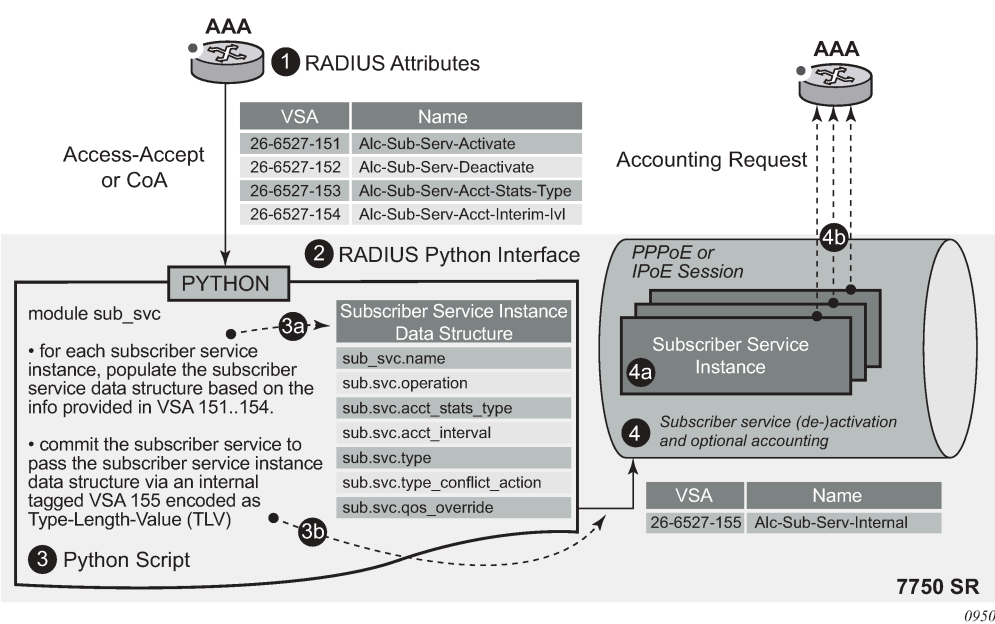 AAA
1 RADIUS Attributes
VSA Name
26-6527-151 Alc-Sub-Serv-Activate
26-6527-152 Alc-Sub-Serv-Deactivate
26-6527-153 Alc-Sub-Serv-Acct-Stats-Type
26-6527-154 Alc-Sub-Serv-Acct-Interim-Ivl
Access-Accept
or CoA
AAA
Accounting Request
2 RADIUS Python Interface
PYTHON
module sub_svc
3a
• for each subscriber service
instance, populate the subscriber
service data structure based on the
info provided in VSA 151..154.
• commit the subscriber service to
pass the subscriber service instance
data structure via an internal
tagged VSA 155 encoded as
Type-Length-Value (TLV)
3b
3 Python Script
Subscriber Service Instance
Data Structure
sub_svc.name
sub.svc.operation
sub.svc.acct_stats_type
sub.svc.acct_interval
sub.svc.type
sub.svc.type_conflict_action
sub.svc.qos_override
4b
PPPoE or
IPoE Session
Subscriber Service
Instance
4a
4 Subscriber service (de-)activation
and optional accounting
VSA Name
26-6527-155 Alc-Sub-Serv-Internal
7750 SR
0950